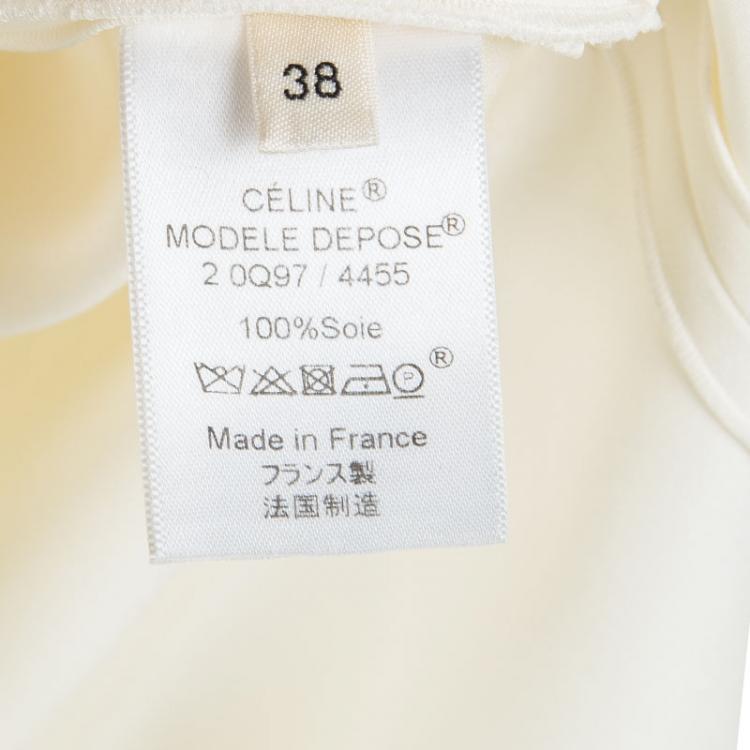 38
CÉLINE®
MODELE DEPOSE®
2 0Q97 / 4455
100%Soie
P ®
Made in France
フランス製
法国制造